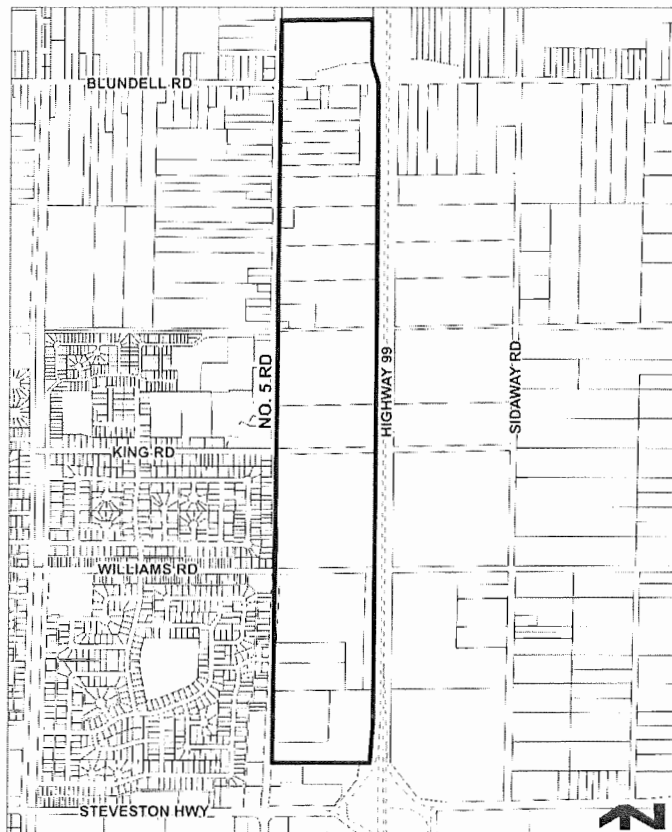 BLUNDELL RD
NO. 5 RD
HIGHWAY 99
SIDAWAY RD
KING RD
WILLIAMS RD
STEVESTON HWY